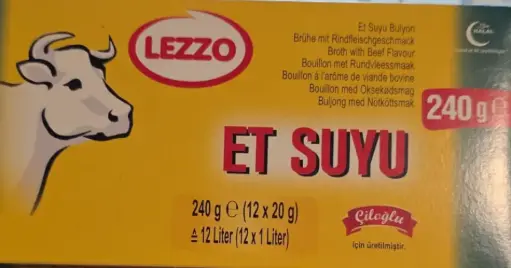 LEZZO
Et Suyu Bulyon
Brühe mit Rindfleischgeschmack
Broth with Beef Flavour
Bouillon met Rundvleessmaak
Bouillon à l'arôme de viande bovine
Bouillon med Oksekødsmag
Buljong med Nötköttsmak
HALAL
240 g e
ET SUYU
240 g e (12 x 20 g)
≙ 12 Liter (12 x 1 Liter)
Çiloğlu
için üretilmiştir.